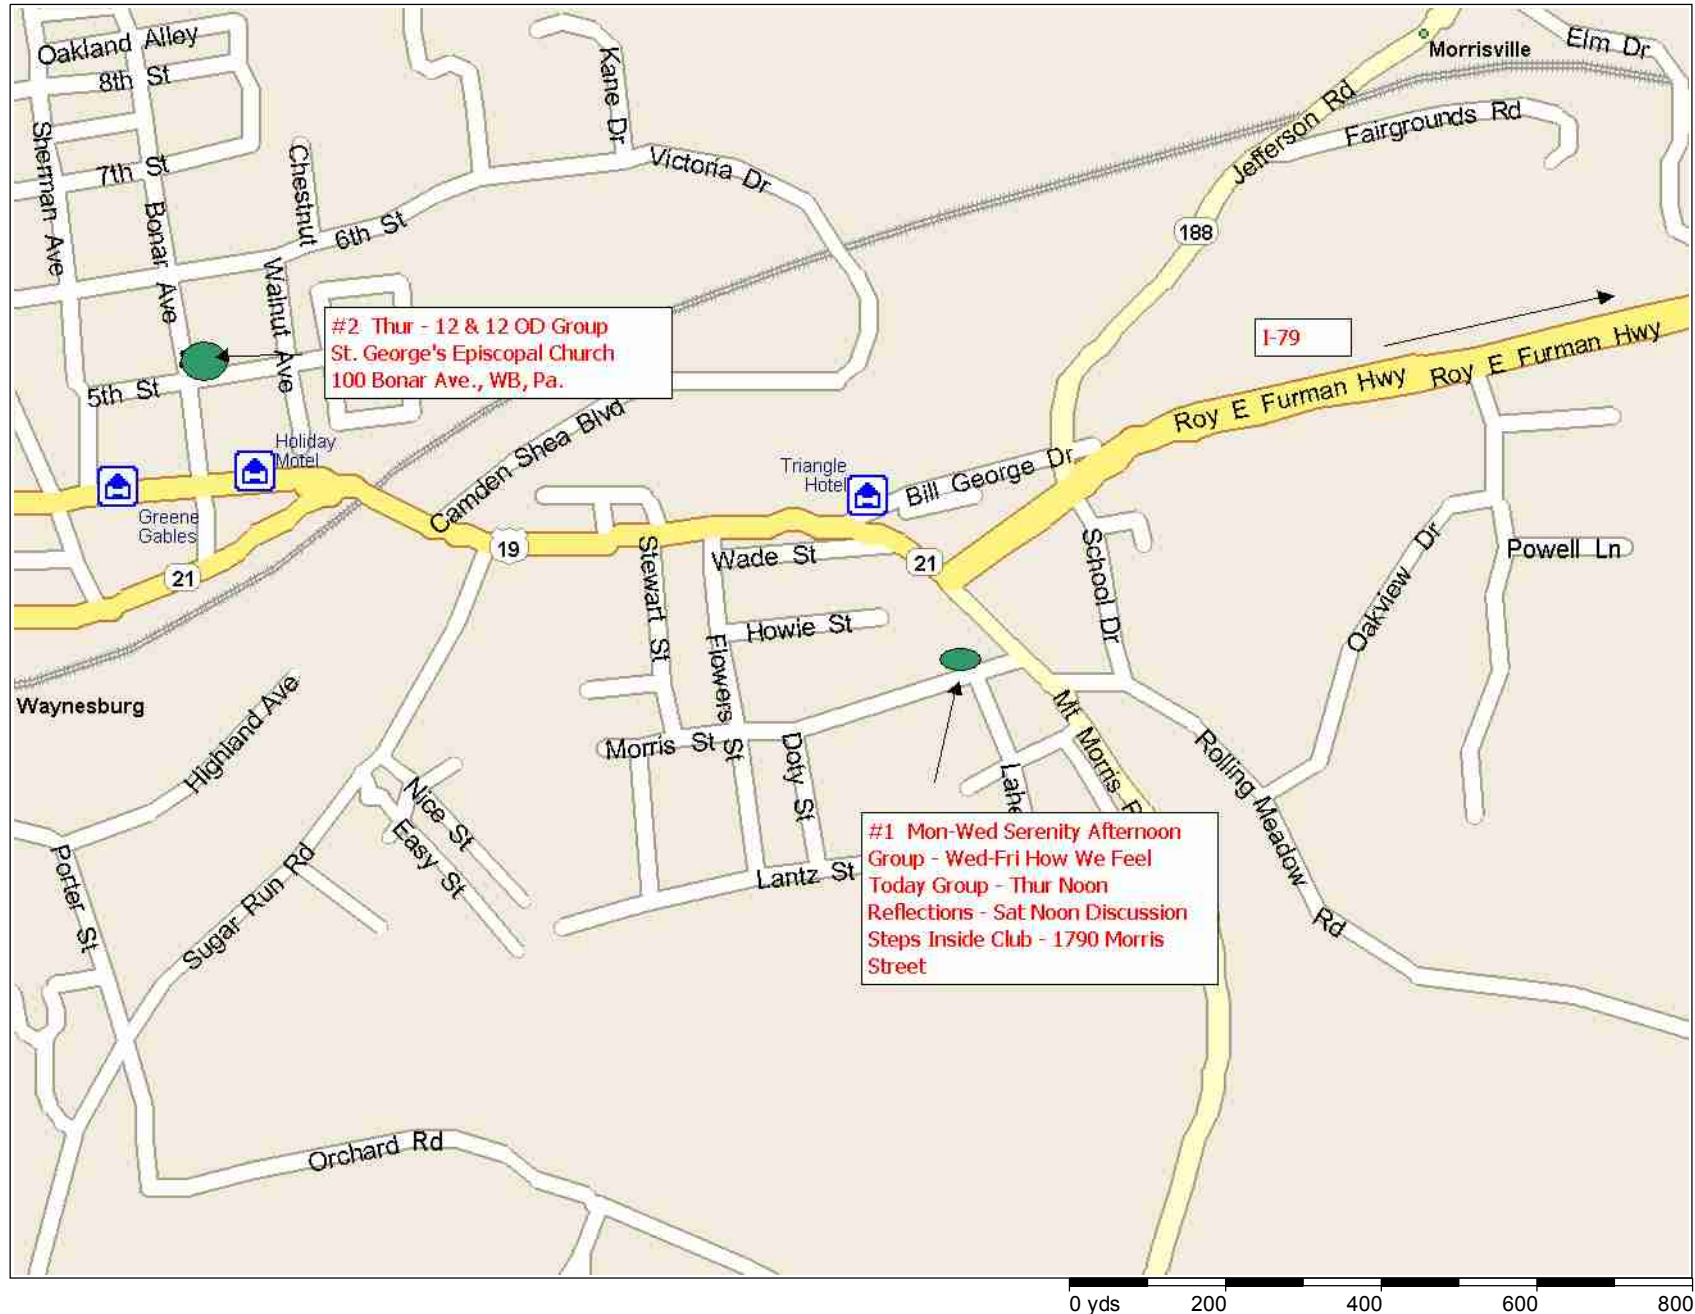 Oakland Alley
8th St
Kane Dr
Morrisville
Elm Dr
Sherman Ave
7th St
Chestnut
Victoria Dr
Jefferson Rd
Fairgrounds Rd
Bonar Ave
6th St
188
Walnut Ave
#2 Thur - 12 & 12 OD Group
St. George's Episcopal Church
100 Bonar Ave., WB, Pa.
I-79
5th St
Roy E Furman Hwy
Roy E Furman Hwy
Holiday
Motel
Camden Shea Blvd
Triangle
Hotel
Bill George Dr
Greene
Gables
19
21
21
Stewart St
Wade St
School Dr
Oakview Dr
Powell Ln
Howie St
Flowers St
Waynesburg
Highland Ave
Morris St
Doty St
Mt Morris R
Rolling Meadow Rd
Lahe
Nice St
Easy St
Porter St
Sugar Run Rd
Lantz St
#1 Mon-Wed Serenity Afternoon
Group - Wed-Fri How We Feel
Today Group - Thur Noon
Reflections - Sat Noon Discussion
Steps Inside Club - 1790 Morris
Street
Orchard Rd
0 yds 200 400 600 800